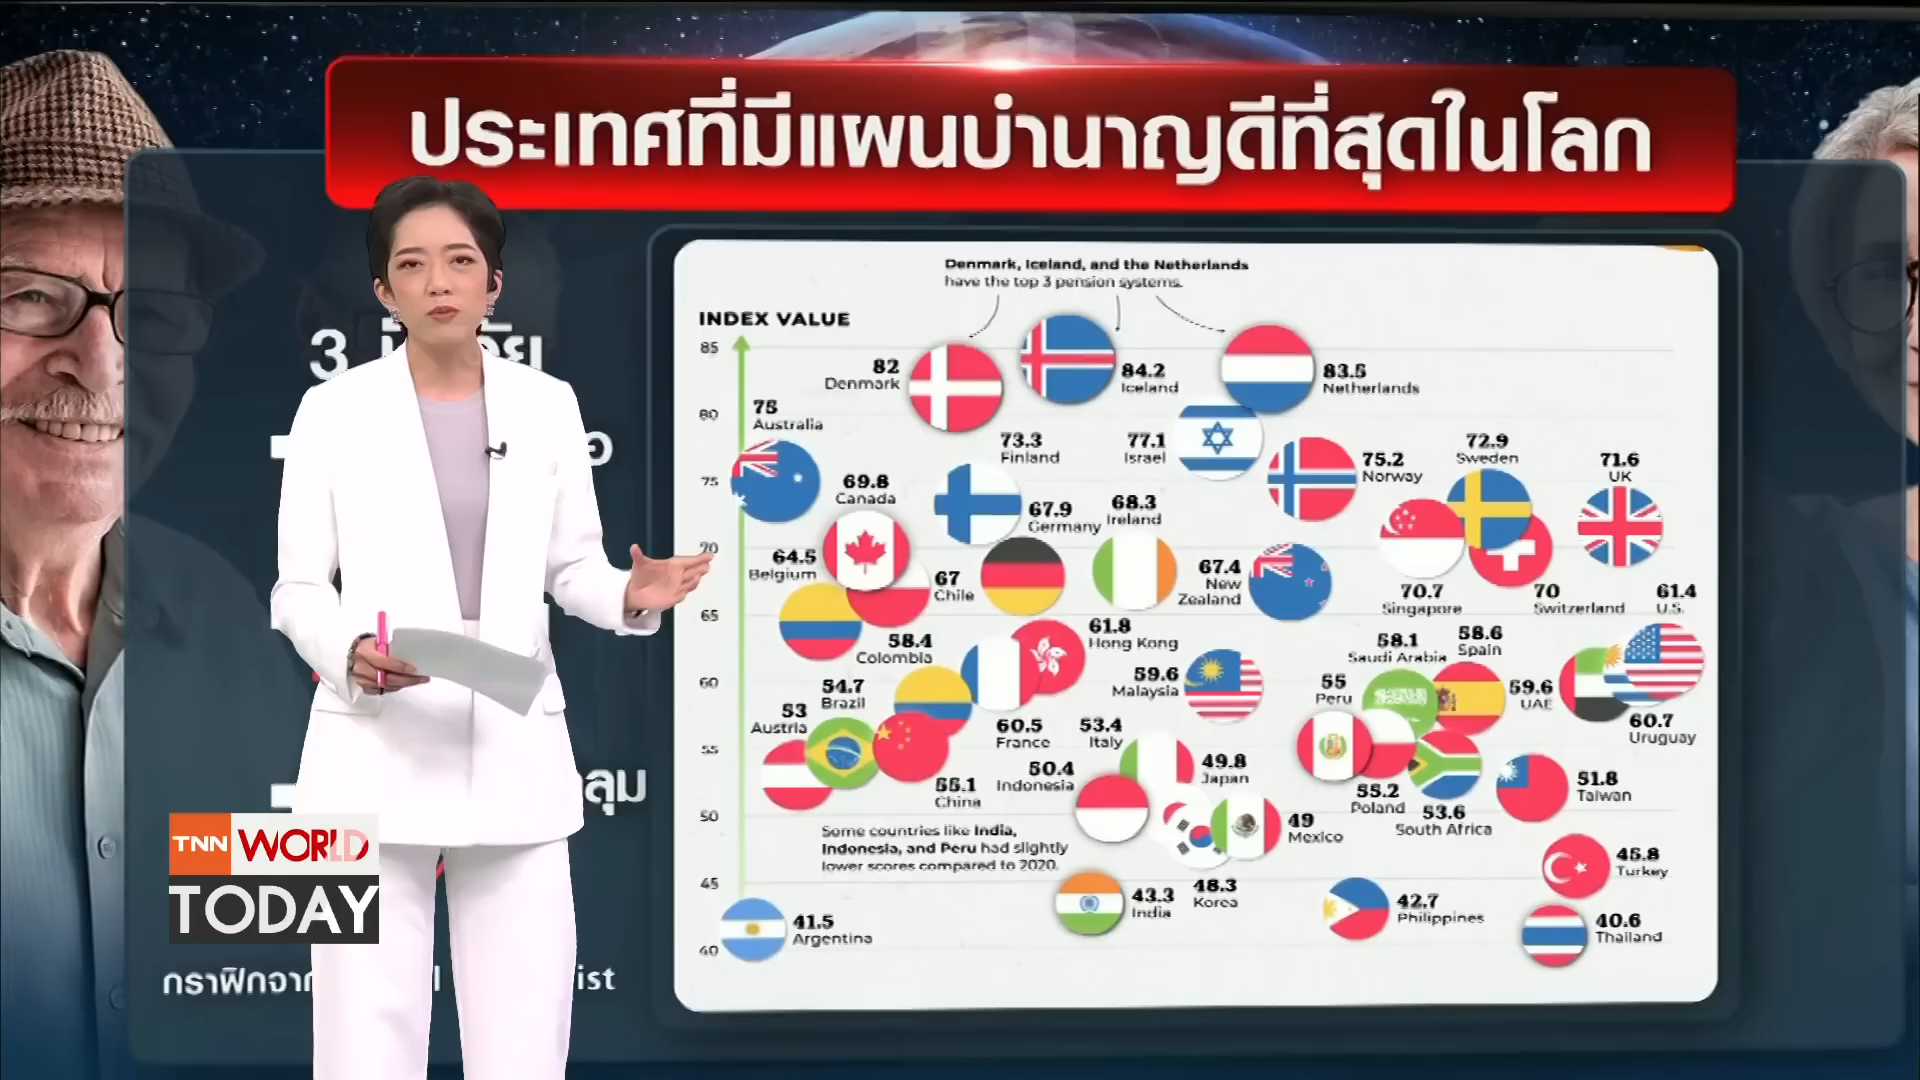 ประเทศที่มีแผนบำนาญดีที่สุดในโลก
3
Denmark, Iceland, and the Netherlands
have the top 3 pension systems.
INDEX VALUE
85
80
75
70
65
60
55
50
45
40
82
Denmark
84.2
Iceland
83.5
Netherlands
75
Australia
73.3
Finland
77.1
Israel
75.2
Norway
72.9
Sweden
71.6
UK
69.8
Canada
67.9
Germany
68.3
Ireland
64.5
Belgium
67
Chile
67.4
New
Zealand
70.7
Singapore
70
Switzerland
61.4
U.S.
58.4
Colombia
61.8
Hong Kong
58.1
Saudi Arabia
58.6
Spain
54.7
Brazil
59.6
Malaysia
55
Peru
59.6
UAE
53
Austria
60.5
France
53.4
Italy
60.7
Uruguay
55.1
China
50.4
Indonesia
49.8
Japan
55.2
Poland
53.6
South Africa
51.8
Taiwan
Some countries like India,
Indonesia, and Peru had slightly
lower scores compared to 2020.
49
Mexico
45.8
Turkey
43.3
India
48.3
Korea
42.7
Philippines
41.5
Argentina
40.6
Thailand
TNN WORLD
TODAY